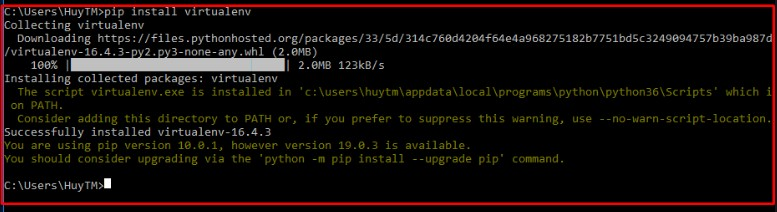 C:\Users\HuyTM>pip install virtualenv
Collecting virtualenv
Downloading https://files.pythonhosted.org/packages/33/5d/314c760d4204f64e4a968275182b7751bd5c3249094757b39ba987d
/virtualenv-16.4.3-py2.py3-none-any.whl (2.0MB)
100% || 2.0MB 123kB/s
Installing collected packages: virtualenv
The script virtualenv.exe is installed in 'c:\users\huytm\appdata\local\programs\python\python36\Scripts' which i
on PATH.
Consider adding this directory to PATH or, if you prefer to suppress this warning, use --no-warn-script-location.
Successfully installed virtualenv-16.4.3
You are using pip version 10.0.1, however version 19.0.3 is available.
You should consider upgrading via the 'python -m pip install --upgrade pip' command.
C:\Users\HuyTM>